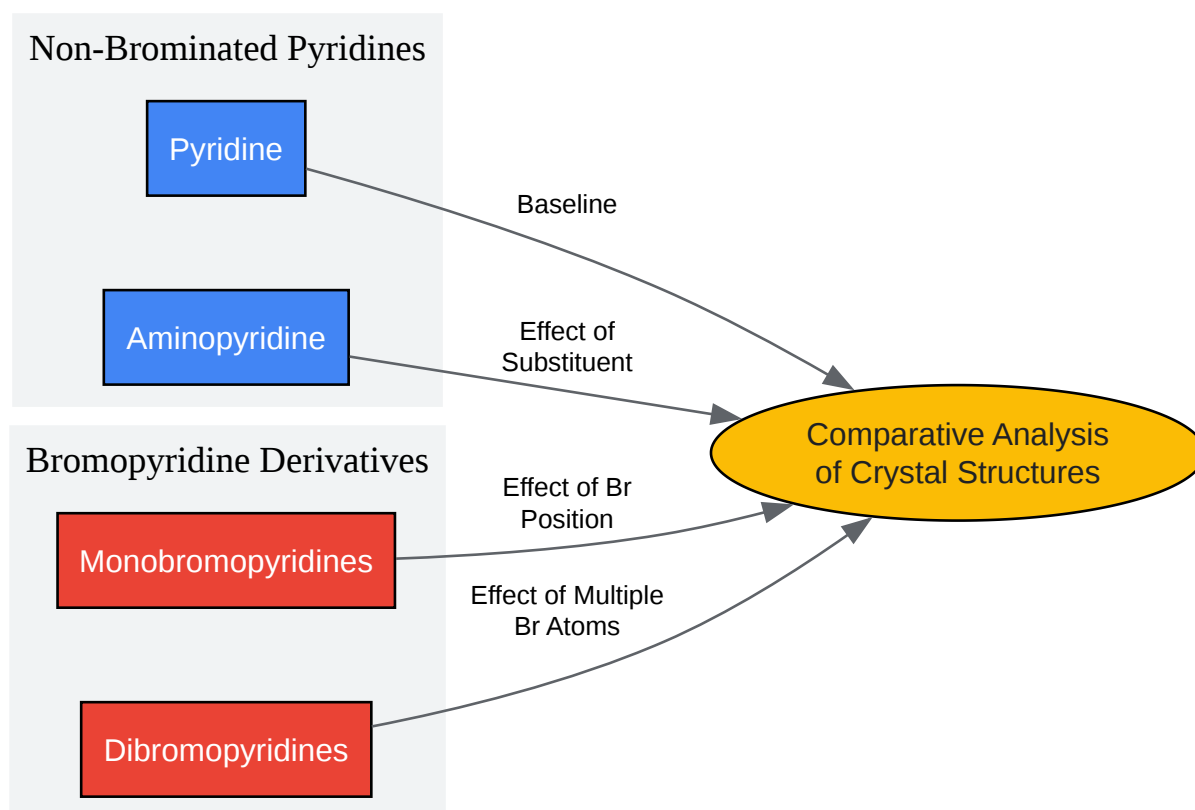 Non-Brominated Pyridines
Pyridine
Baseline
Aminopyridine
Effect of
Substituent
Comparative Analysis
of Crystal Structures
Bromopyridine Derivatives
Monobromopyridines
Effect of Br
Position
Effect of Multiple
Br Atoms
Dibromopyridines